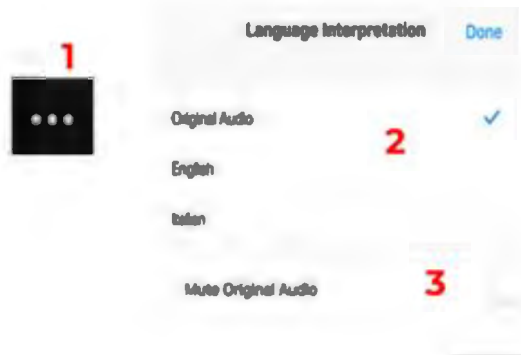 Language Interpretation
Done
1
Original Audio
2
English
Italian
Mute Original Audio
3